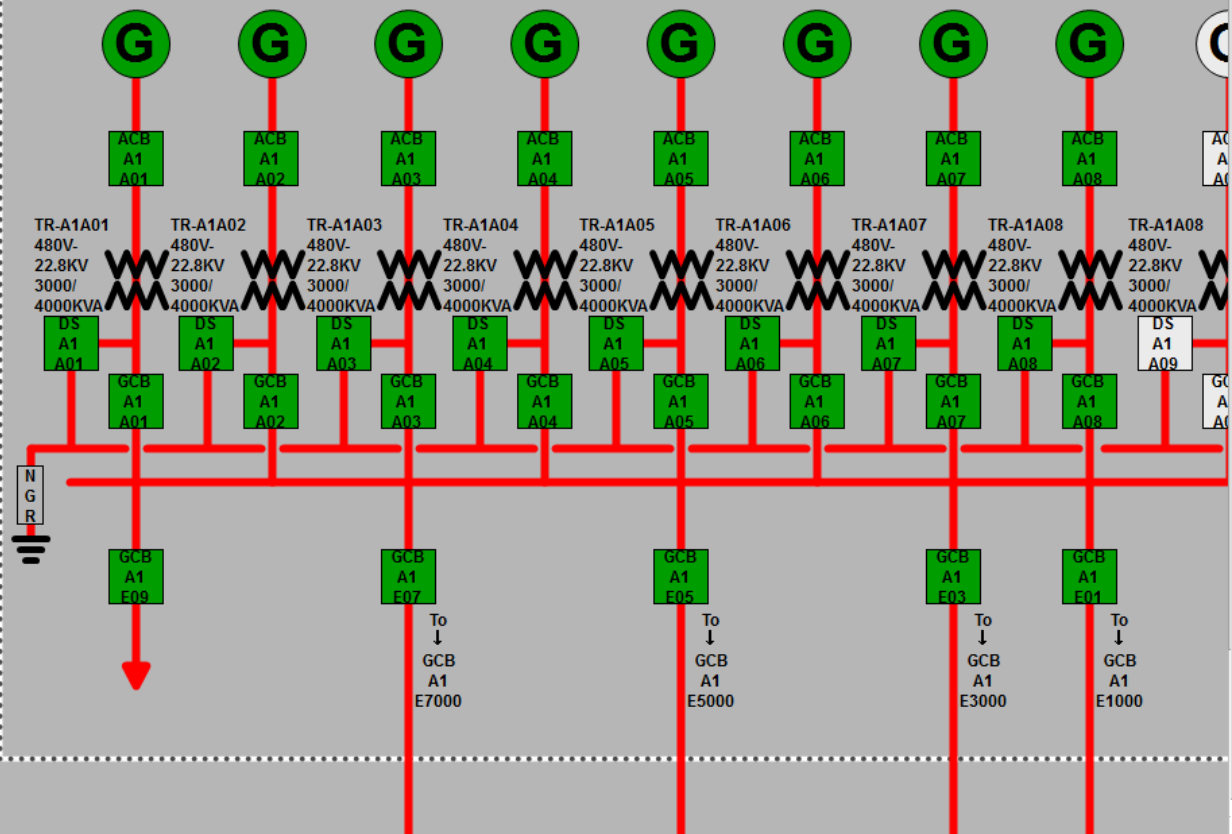 G G G G G G G G
ACB ACB ACB ACB ACB ACB ACB ACB
A1 A1 A1 A1 A1 A1 A1 A1
A01 A02 A03 A04 A05 A06 A07 A08
TR-A1A01 TR-A1A02 TR-A1A03 TR-A1A04 TR-A1A05 TR-A1A06 TR-A1A07 TR-A1A08 TR-A1A08
480V- 480V- 480V- 480V- 480V- 480V- 480V- 480V- 480V-
22.8KV 22.8KV 22.8KV 22.8KV 22.8KV 22.8KV 22.8KV 22.8KV 22.8KV
3000/ 3000/ 3000/ 3000/ 3000/ 3000/ 3000/ 3000/ 3000/
4000KVA 4000KVA 4000KVA 4000KVA 4000KVA 4000KVA 4000KVA 4000KVA 4000KVA
DS DS DS DS DS DS DS DS DS
A1 A1 A1 A1 A1 A1 A1 A1 A1
A01 A02 A03 A04 A05 A06 A07 A08 A09
GCB GCB GCB GCB GCB GCB GCB GCB
A1 A1 A1 A1 A1 A1 A1 A1
A01 A02 A03 A04 A05 A06 A07 A08
N
G
R
GCB GCB GCB GCB GCB
A1 A1 A1 A1 A1
E09 E07 E05 E03 E01
To To To To
↓ ↓ ↓ ↓
GCB GCB GCB GCB
A1 A1 A1 A1
E7000 E5000 E3000 E1000